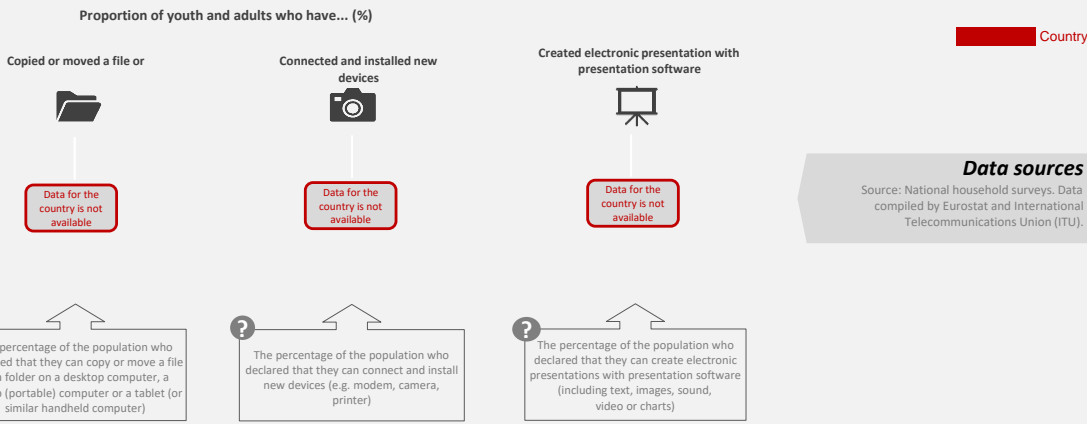 Proportion of youth and adults who have... (%)
Country
Copied or moved a file or
Connected and installed new
devices
Created electronic presentation with
presentation software
Data for the
country is not
available
Data for the
country is not
available
Data for the
country is not
available
Data sources
Source: National household surveys. Data
compiled by Eurostat and International
Telecommunications Union (ITU).
percentage of the population who
ed that they can copy or move a file
folder on a desktop computer, a
(portable) computer or a tablet (or
similar handheld computer)
?
The percentage of the population who
declared that they can connect and install
new devices (e.g. modem, camera,
printer)
?
The percentage of the population who
declared that they can create electronic
presentations with presentation software
(including text, images, sound,
video or charts)